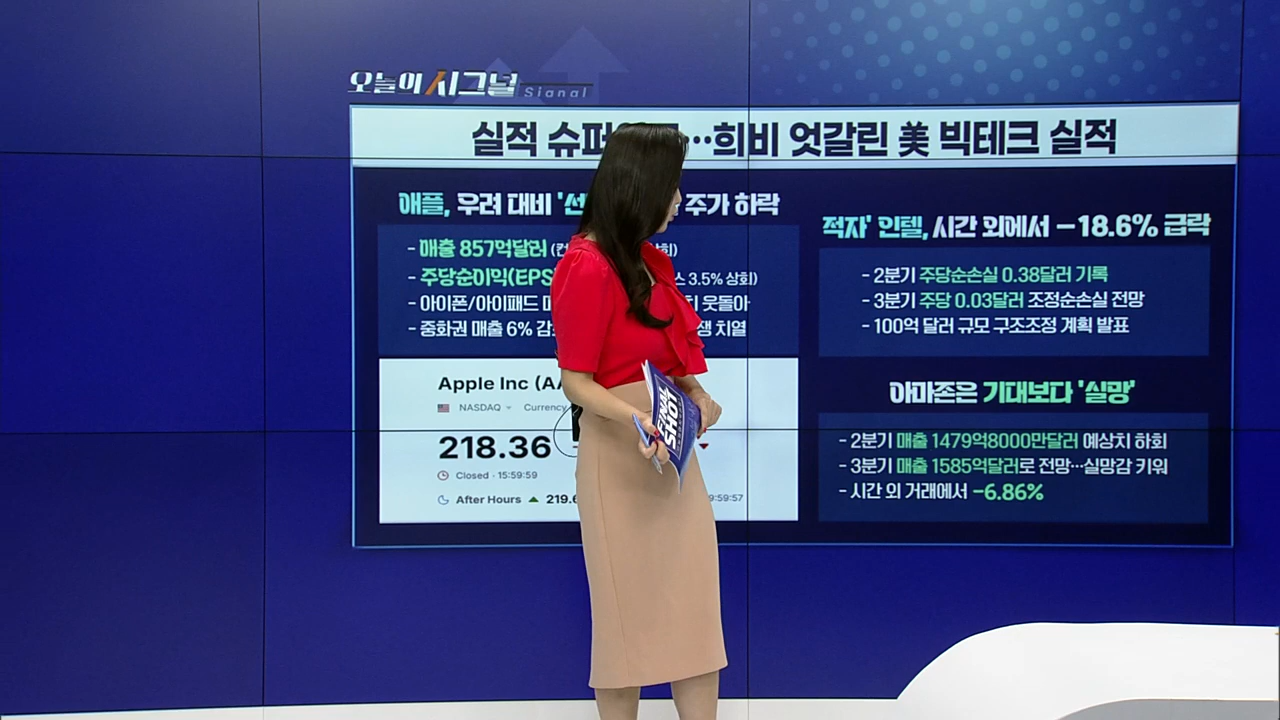 오늘의 시그널
Signal
실적 슈퍼 …희비 엇갈린 美 빅테크 실적
애플, 우려 대비 '선 주가 하락
- 매출 857억달러 회)
- 주당순이익(EPS 3.5% 상회)
- 아이폰/아이패드 웃돌아
- 중화권 매출 6% 치열
Apple Inc
NASDAQ Currency
218.36
Closed · 15:59:59
After Hours ▲ 219.
9:59:57
SHOW
적자' 인텔, 시간 외에서 -18.6% 급락
- 2분기 주당순손실 0.38달러 기록
- 3분기 주당 0.03달러 조정순손실 전망
- 100억 달러 규모 구조조정 계획 발표
아마존은 기대보다 '실망'
- 2분기 매출 1479억8000만달러 예상치 하회
- 3분기 매출 1585억달러로 전망…실망감 키워
- 시간 외 거래에서 -6.86%